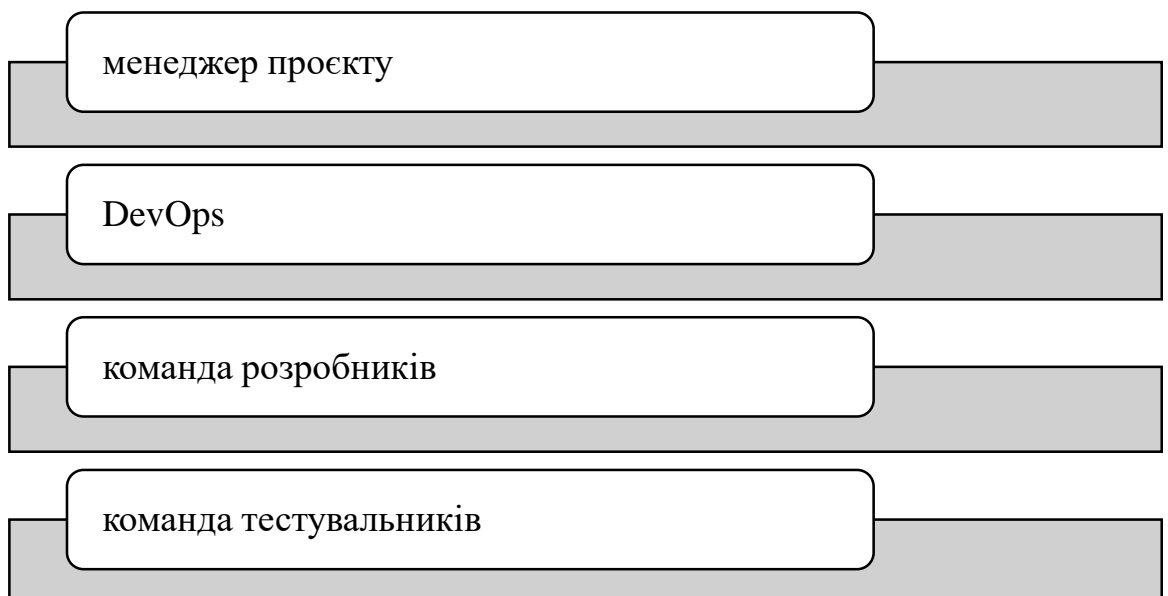 менеджер проєкту
DevOps
команда розробників
команда тестувальників